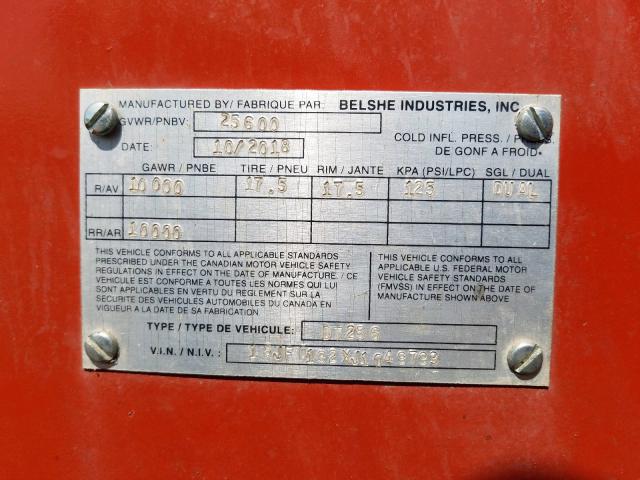 MANUFACTURED BY/ FABRIQUE PAR: BELSHE INDUSTRIES, INC
GVWR/PNBV: 25600
DATE: 10/2018
COLD INFL. PRESS./
DE GONF A FROID
GAWR / PNBE TIRE / PNEU RIM / JANTE KPA (PSI/LPC) SGL / DUAL
R/AV 10000 17.5 17.5 125 DUAL
RR/AR 10000
THIS VEHICLE CONFORMS TO ALL APPLICABLE STANDARDS
PRESCRIBED UNDER THE CANADIAN MOTOR VEHICLE SAFETY
REGULATIONS IN EFFECT ON THE DATE OF MANUFACTURE. / CE
VEHICULE EST CONFORME A TOUTES LES NORMES QUI LUI
SONT APPLICABLES EN VERTU DU REGLEMENT SUR LA
SECURITE DES VEHICULES AUTOMOBILES DU CANADA EN
VIGUEUR A LA DATE DE SA FABRICATION
THIS VEHICLE CONFORMS TO ALL
APPLICABLE U.S. FEDERAL MOTOR
VEHICLE SAFETY STANDARDS
(FMVSS) IN EFFECT ON THE DATE OF
MANUFACTURE SHOWN ABOVE
TYPE / TYPE DE VEHICULE: DT256
V.I.N. / N.I.V.: